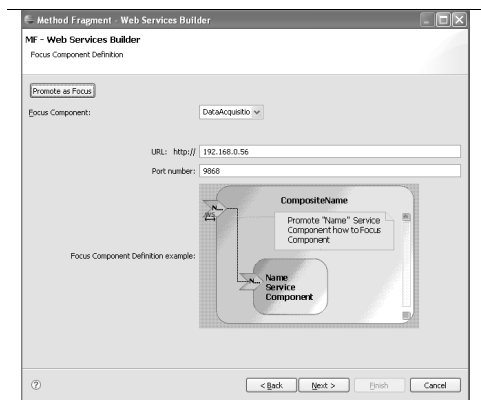 Method Fragment - Web Services Builder
MF - Web Services Builder
Focus Component Definition
Promote as Focus
Focus Component:
DataAcquisitio
URL: http://
192.168.0.56
Port number:
9868
CompositeName
N...
WS
Promote "Name" Service
Component how to Focus
Component
Focus Component Definition example:
N...
Name
Service
Component
?
< Back
Next >
Finish
Cancel